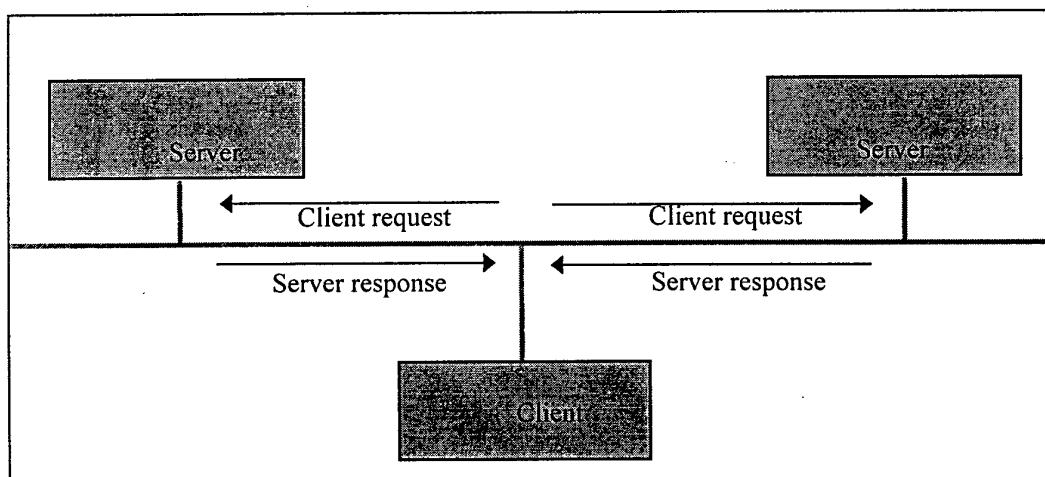 Server
Server
Client request
Client request
Server response
Server response
Client